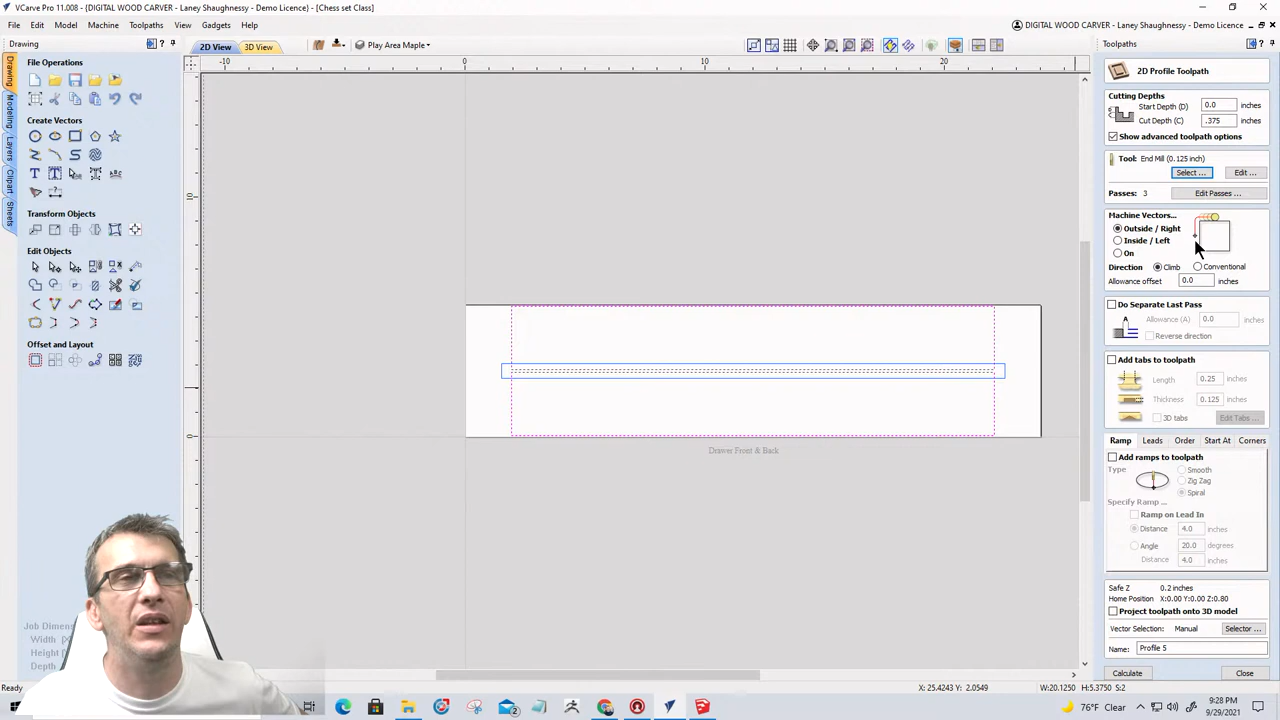 VCarve Pro 11.008 - {DIGITAL WOOD CARVER - Laney Shaughnessy - Demo Licence} - [Chess set Class]
File Edit Model Machine Toolpaths View Gadgets Help
DIGITAL WOOD CARVER - Laney Shaughnessy - Demo Licence
Drawing
2D View 3D View Play Area Maple
Toolpaths
Drawing
Modeling
Layers
Clipart
Sheets
File Operations
Create Vectors
Transform Objects
Edit Objects
Offset and Layout
Job Dimens
Width
Height
Depth
Ready
-10 0 10 20
10
0
Drawer Front & Back
2D Profile Toolpath
Cutting Depths
Start Depth (D) 0.0 inches
Cut Depth (C) .375 inches
Show advanced toolpath options
Tool: End Mill (0.125 inch)
Select ... Edit ...
Passes: 3 Edit Passes ...
Machine Vectors...
Outside / Right
Inside / Left
On
Direction Climb Conventional
Allowance offset 0.0 inches
Do Separate Last Pass
Allowance (A) 0.0 inches
Reverse direction
Add tabs to toolpath
Length 0.25 inches
Thickness 0.125 inches
3D tabs Edit Tabs ...
Ramp Leads Order Start At Corners
Add ramps to toolpath
Type Smooth
Zig Zag
Spiral
Specify Ramp ...
Ramp on Lead In
Distance 4.0 inches
Angle 20.0 degrees
Distance 4.0 inches
Safe Z 0.2 inches
Home Position X:0.00 Y:0.00 Z:0.80
Project toolpath onto 3D model
Vector Selection: Manual Selector ...
Name: Profile 5
Calculate Close
X: 25.4243 Y: 2.0549 W:20.1250 H:5.3750 S:2
76°F Clear
9:28 PM
9/29/2021